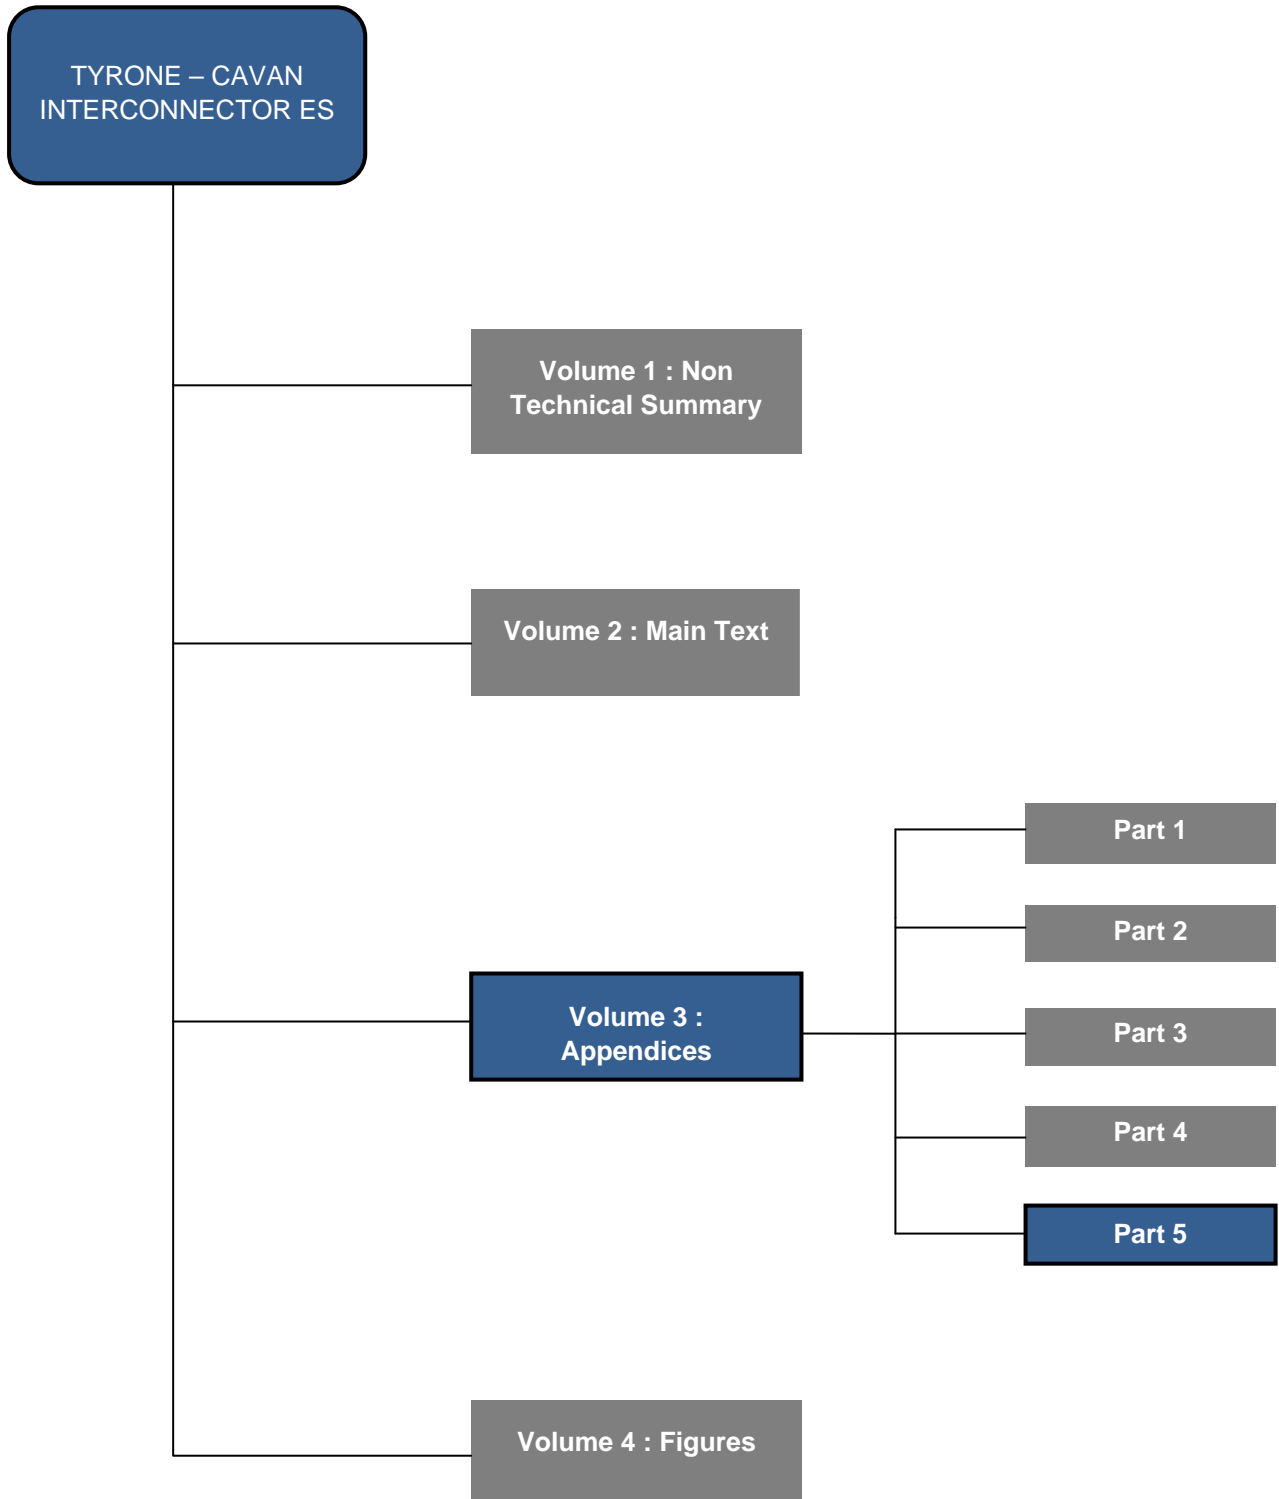 TYRONE – CAVAN
INTERCONNECTOR ES
Volume 1 : Non
Technical Summary
Volume 2 : Main Text
Volume 3 :
Appendices
Part 1
Part 2
Part 3
Part 4
Part 5
Volume 4 : Figures